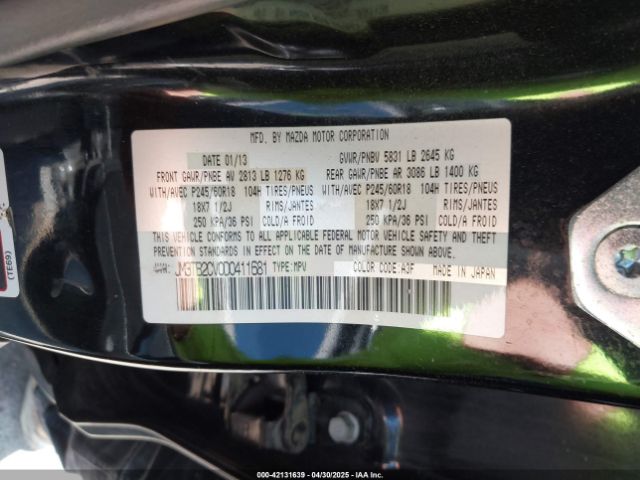 MFD. BY MAZDA MOTOR CORPORATION
DATE 01/13 GVWR/PNBV 5831 LB 2645 KG
FRONT GAWR/PNBE AV 2813 LB 1276 KG REAR GAWR/PNBE AR 3086 LB 1400 KG
WITH/AVEC P245/60R18 104H TIRES/PNEUS WITH/AVEC P245/60R18 104H TIRES/PNEUS
18X7 1/2J RIMS/JANTES 18X7 1/2J RIMS/JANTES
250 KPA/36 PSI COLD/A FROID 250 KPA/36 PSI COLD/A FROID
THIS VEHICLE CONFORMS TO ALL APPLICABLE FEDERAL MOTOR VEHICLE SAFETY AND THEFT
PREVENTION STANDARDS IN EFFECT ON THE DATE OF MANUFACTURE SHOWN ABOVE.
JM3TB2CV0D0411681 TYPE:MPV COLOR CODE:A3F MADE IN JAPAN
(TE69)
000-42131639 - 04/30/2025 - IAAI.COM